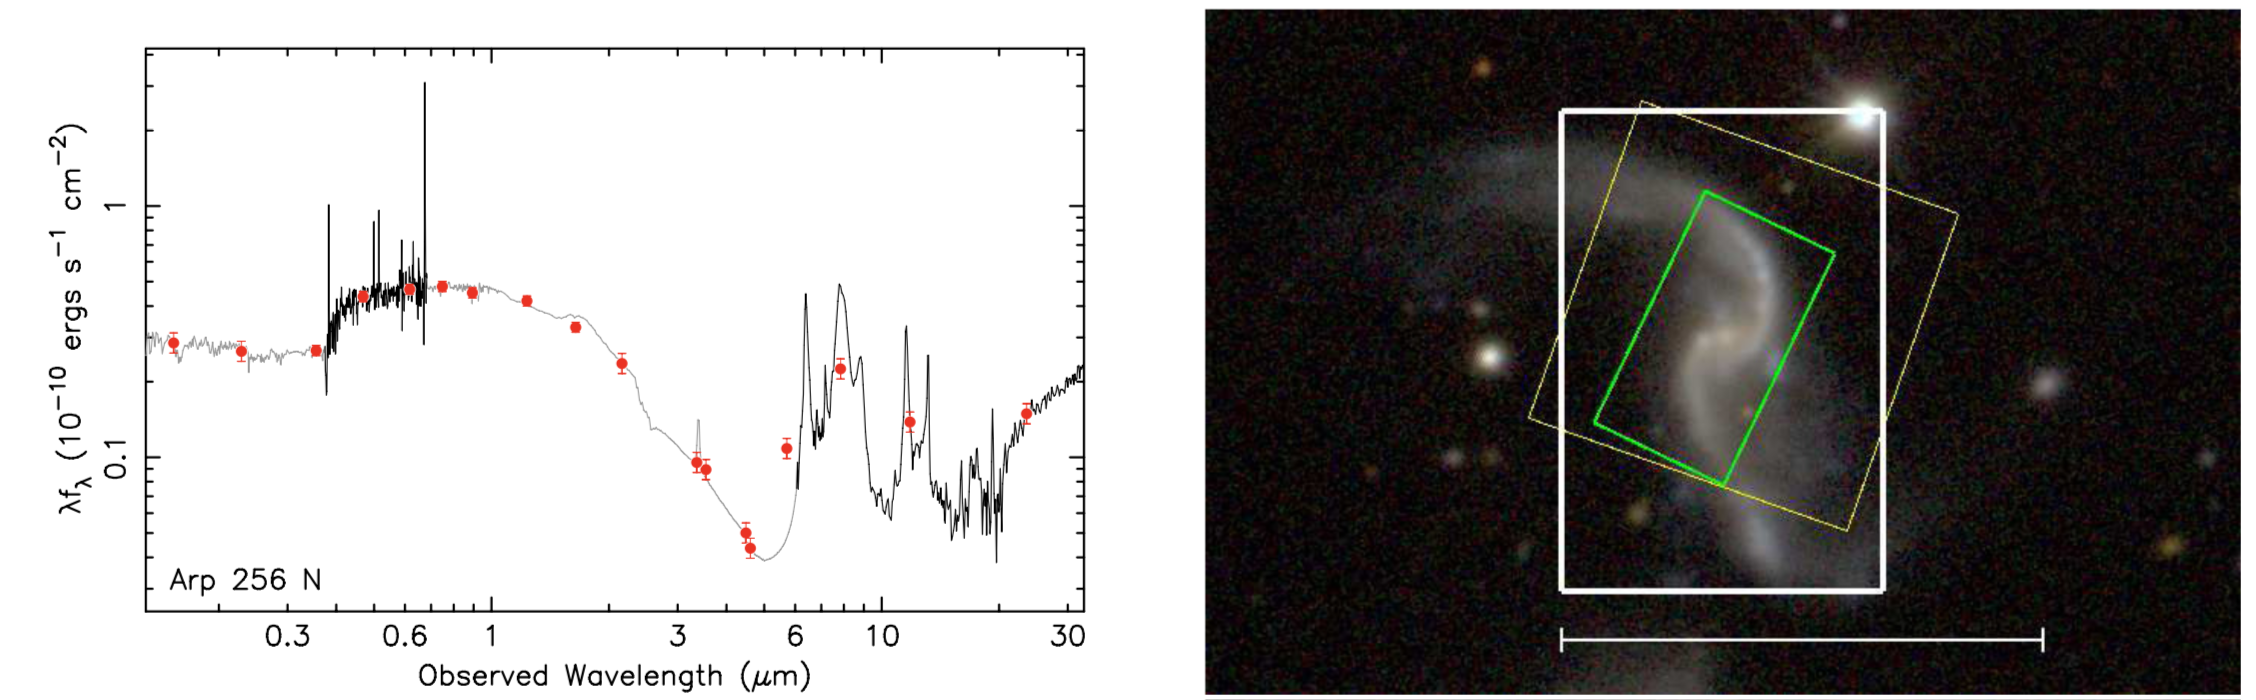 λf_λ (10^−10 ergs s^−1 cm^−2)
1
0.1
Arp 256 N
0.3 0.6 1 3 6 10 30
Observed Wavelength (μm)